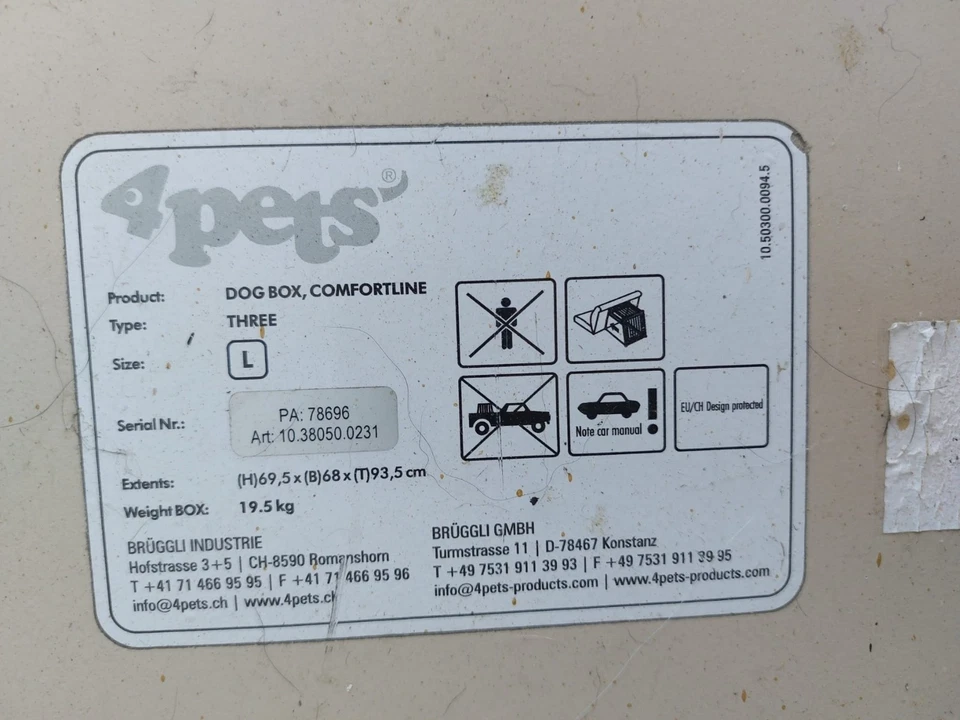 4pets®
10.50300.0094.5
Product: DOG BOX, COMFORTLINE
Type: THREE
Size: L
Serial Nr.: PA: 78696
Art: 10.38050.0231
Extents: (H)69,5 x (B)68 x (T)93,5 cm
Weight BOX: 19.5 kg
Note car manual !
EU/CH Design protected
BRÜGGLI INDUSTRIE
Hofstrasse 3+5 | CH-8590 Romanshorn
T +41 71 466 95 95 | F +41 71 466 95 96
info@4pets.ch | www.4pets.ch
BRÜGGLI GMBH
Turmstrasse 11 | D-78467 Konstanz
T +49 7531 911 39 93 | F +49 7531 911 39 95
info@4pets-products.com | www.4pets-products.com